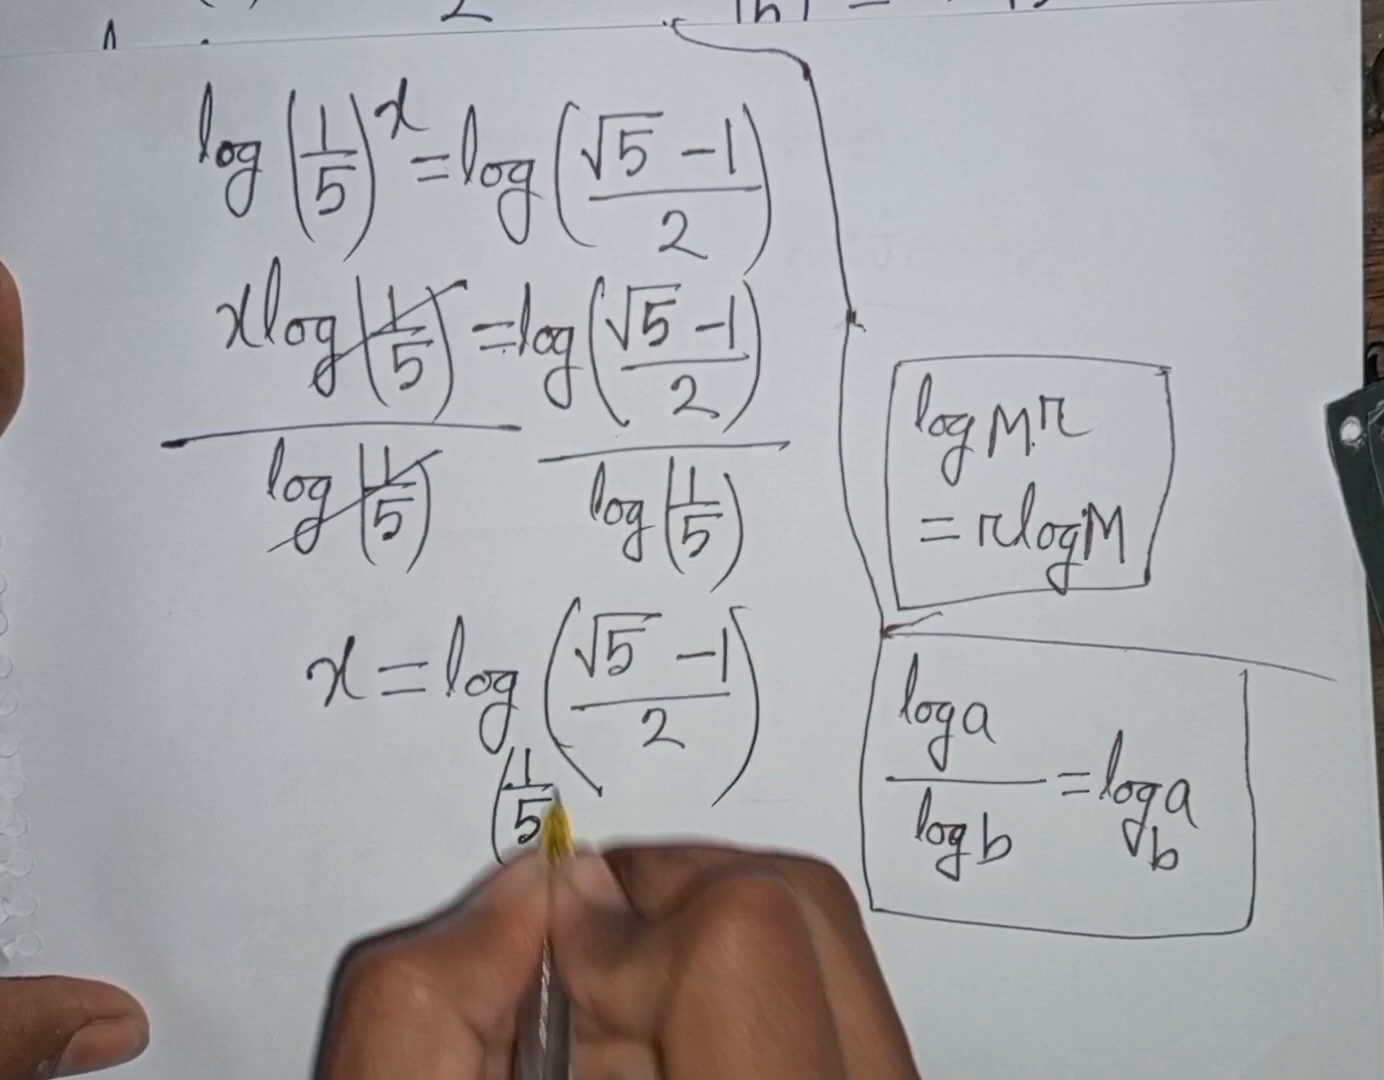 log(1/5)^x = log((√5 -1)/2)
xlog(1/5)/log(1/5) = log((√5 -1)/2)/log(1/5)
x = log_(1/5)((√5 -1)/2)
log M^r
= r log M
log a/log b = log_b a